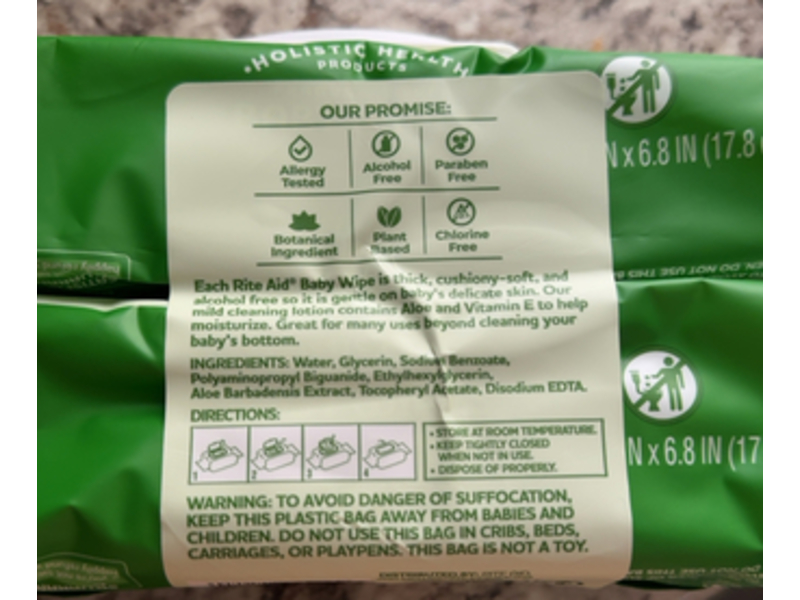 HOLISTIC HEALTH
PRODUCTS
OUR PROMISE:
Allergy
Tested
Alcohol
Free
Paraben
Free
Botanical
Ingredient
Plant
Based
Chlorine
Free
N x 6.8 IN (17.8
Each Rite Aid® Baby Wipe is thick, cushiony-soft, and
alcohol free so it is gentle on baby's delicate skin. Our
mild cleaning lotion contains Aloe and Vitamin E to help
moisturize. Great for many uses beyond cleaning your
baby's bottom.
INGREDIENTS: Water, Glycerin, Sodium Benzoate,
Polyaminopropyl Biguanide, Ethylhexylglycerin,
Aloe Barbadensis Extract, Tocopheryl Acetate, Disodium EDTA.
DIRECTIONS:
1 2 3 4
• STORE AT ROOM TEMPERATURE.
• KEEP TIGHTLY CLOSED
WHEN NOT IN USE.
• DISPOSE OF PROPERLY.
N x 6.8 IN (17
WARNING: TO AVOID DANGER OF SUFFOCATION,
KEEP THIS PLASTIC BAG AWAY FROM BABIES AND
CHILDREN. DO NOT USE THIS BAG IN CRIBS, BEDS,
CARRIAGES, OR PLAYPENS. THIS BAG IS NOT A TOY.
DISTRIBUTED BY: RITE AID,